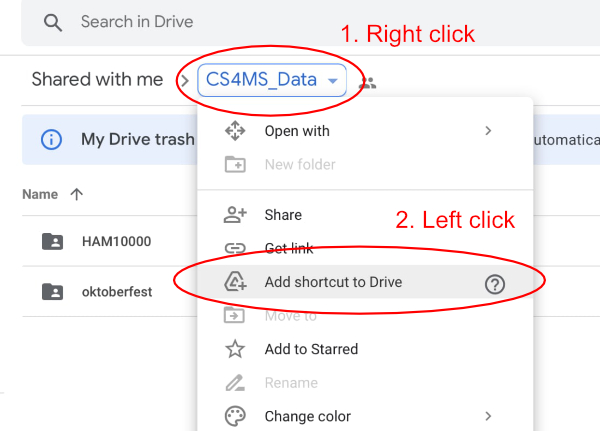 Search in Drive
1. Right click
Shared with me > CS4MS_Data
My Drive trash
automatica
Open with
New folder
Name
Share
2. Left click
HAM10000
Get link
Add shortcut to Drive
oktoberfest
Move to
Add to Starred
Rename
Change color